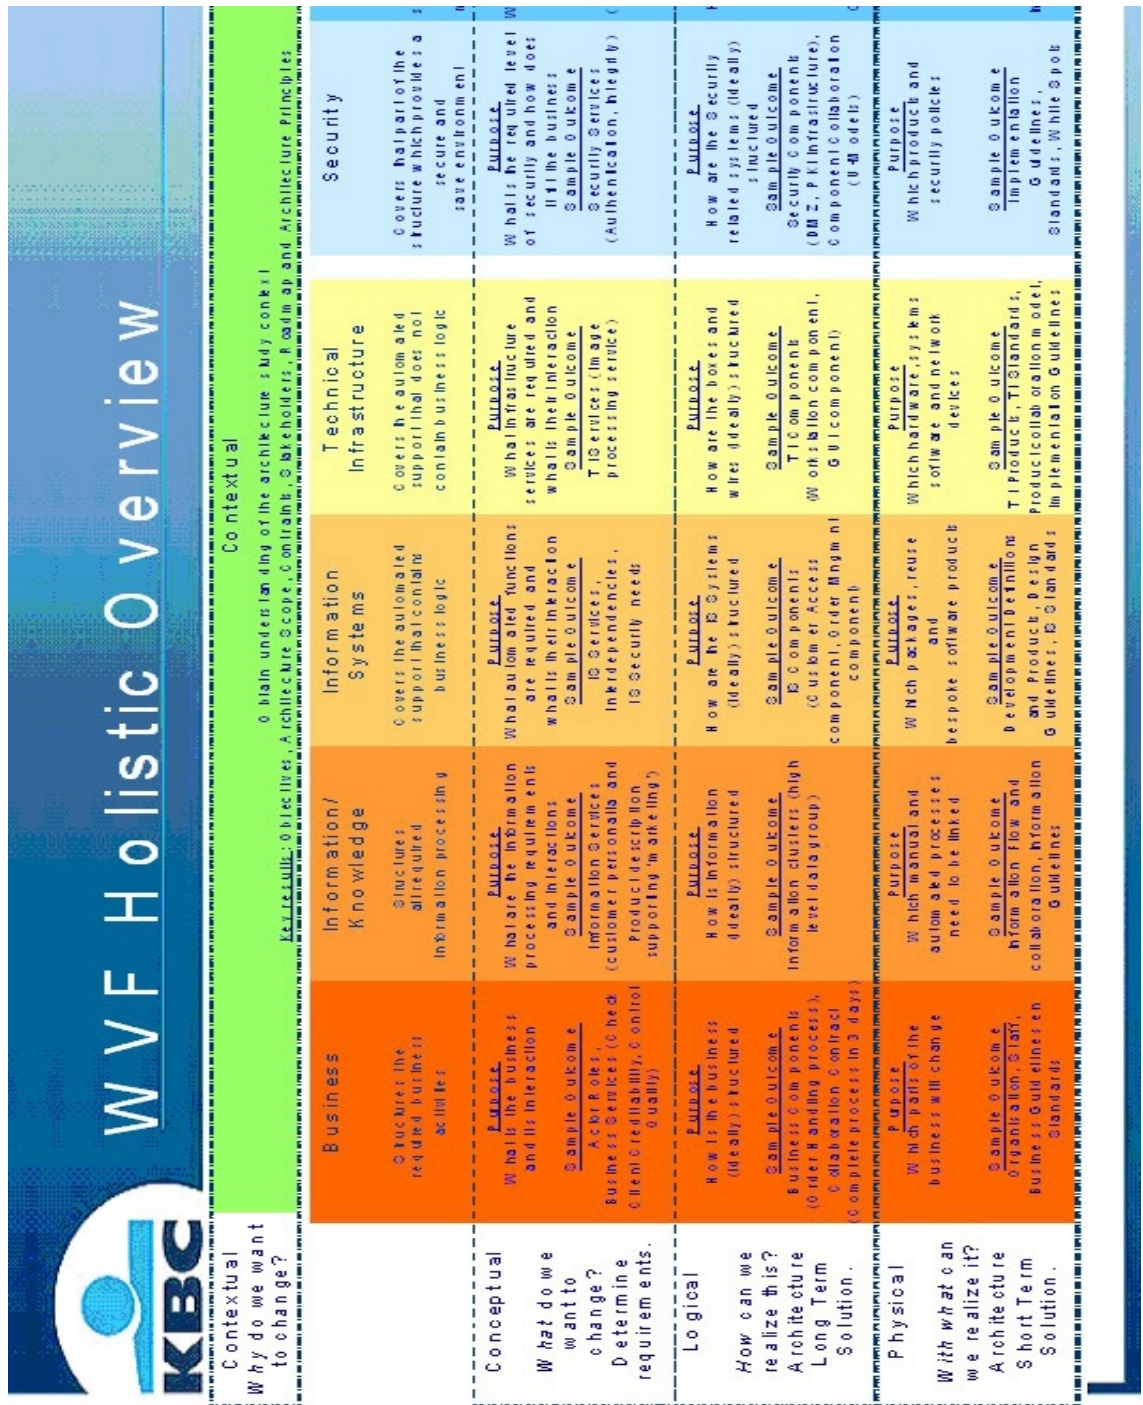 WVF Holistic Overview
KBC
Contextual
Why do we want
to change?
Contextual
Obtain understanding of the architecture study context
Key results: Objectives, Architecture Scope, Contraints, Stakeholders, Roadmap and Architecture Principles
Business
Structures the
required business
activities
Information/
Knowledge
Structures
all required
information processing
Information
Systems
Covers the automated
support that contains
business logic
Technical
Infrastructure
Covers the automated
support that does not
contain business logic
Security
Covers that part of the
structure which provides a
secure and
save environment
Conceptual
What do we
want to
change?
Determine
requirements.
Purpose
What is the business
and its interaction
Sample Outcome
Actor Roles,
Business Services (Check
Client Creditability, Control
Quality)
Purpose
What are the information
processing requirements
and interactions
Sample Outcome
Information Services
(customer personalia and
Product description
supporting 'marketing')
Purpose
What automated functions
are required and
what is their interaction
Sample Outcome
IS Services,
Interdependencies,
IS Security needs
Purpose
What infrastructure
services are required and
what is their interaction
Sample Outcome
TI Services (Image
processing service)
Purpose
What is the required level
of security and how does
it hit the business
Sample Outcome
Security Services
(Authentication, Integrity)
Logical
How can we
realize this?
Architecture
Long Term
Solution.
Purpose
How is the business
(ideally) structured
Sample Outcome
Business Components
(Order Handling process),
Collaboration Contract
(Complete process in 3 days)
Purpose
How is information
(ideally) structured
Sample Outcome
Information clusters (high
level data group)
Purpose
How are the IS Systems
(ideally) structured
Sample Outcome
IS Components
(Customer Access
component, Order Mngmnt
component)
Purpose
How are the boxes and
wires (ideally) structured
Sample Outcome
TI Components
(Workstation component,
GUI component)
Purpose
How are the Security
related systems (ideally)
structured
Sample Outcome
Security Components
(DMZ, PKI Infrastructure),
Component Collaboration
(UML models)
Physical
With what can
we realize it?
Architecture
Short Term
Solution.
Purpose
Which parts of the
business will change
Sample Outcome
Organisation, Staff,
Business Guidelines en
Standards
Purpose
Which manual and
automated processes
need to be linked
Sample Outcome
Information Flow and
collaboration, Information
Guidelines
Purpose
Which packages, reuse
and
bespoke software products
Sample Outcome
Development Definitions
and Products, Design
Guidelines, IS Standards
Purpose
Which hardware, systems
software and network
devices
Sample Outcome
TI Products, TI Standards,
Product collaboration model,
Implementation Guidelines
Purpose
Which products and
security policies
Sample Outcome
Implementation
Guidelines,
Standards, White Spots